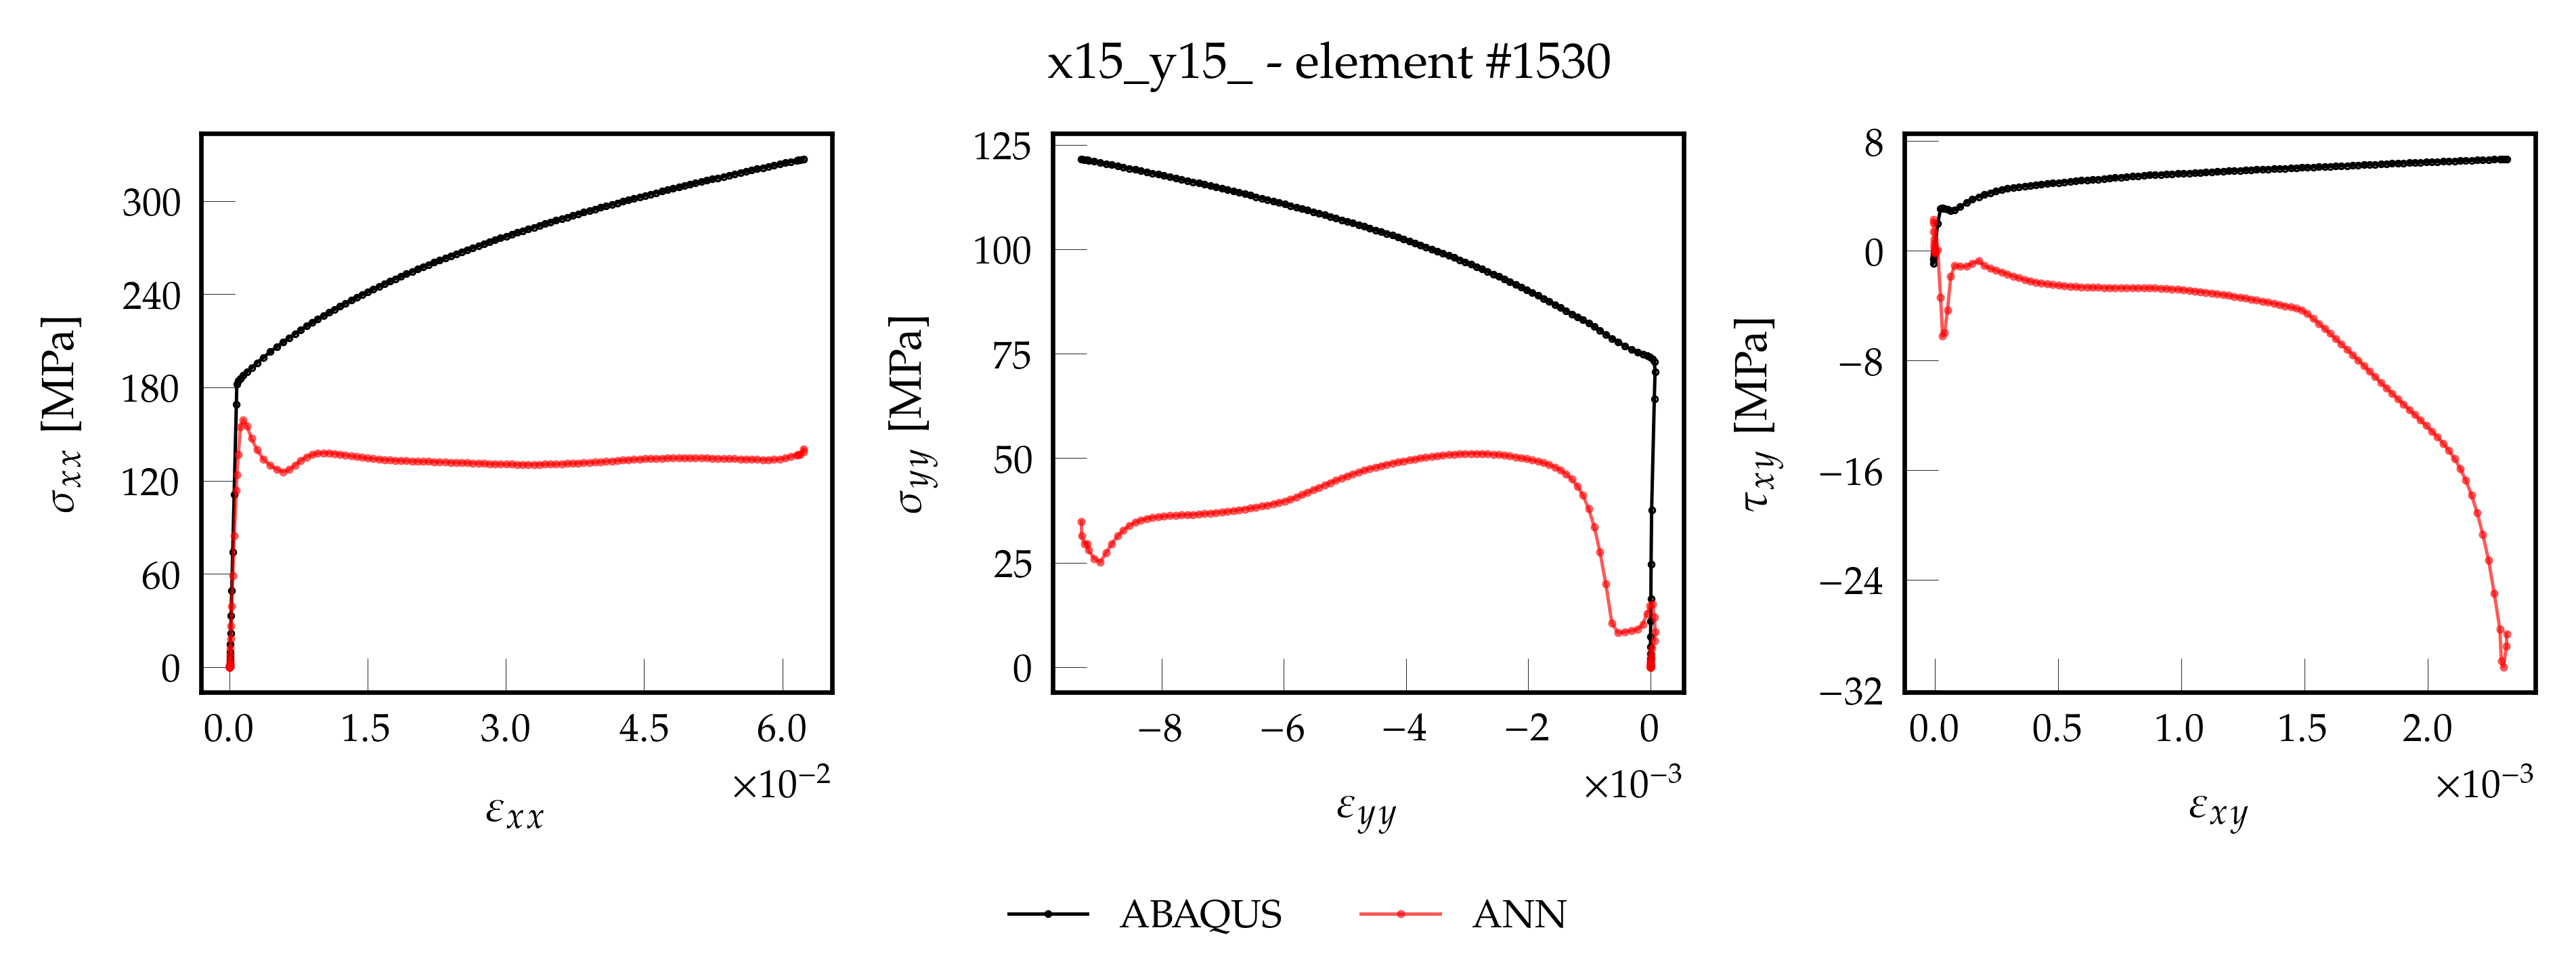 x15_y15_ - element #1530
σxx [MPa]
300
240
180
120
60
0
0.0 1.5 3.0 4.5 6.0
×10−2
εxx
σyy [MPa]
125
100
75
50
25
0
−8 −6 −4 −2 0
×10−3
εyy
τxy [MPa]
8
0
−8
−16
−24
−32
0.0 0.5 1.0 1.5 2.0
×10−3
εxy
ABAQUS ANN